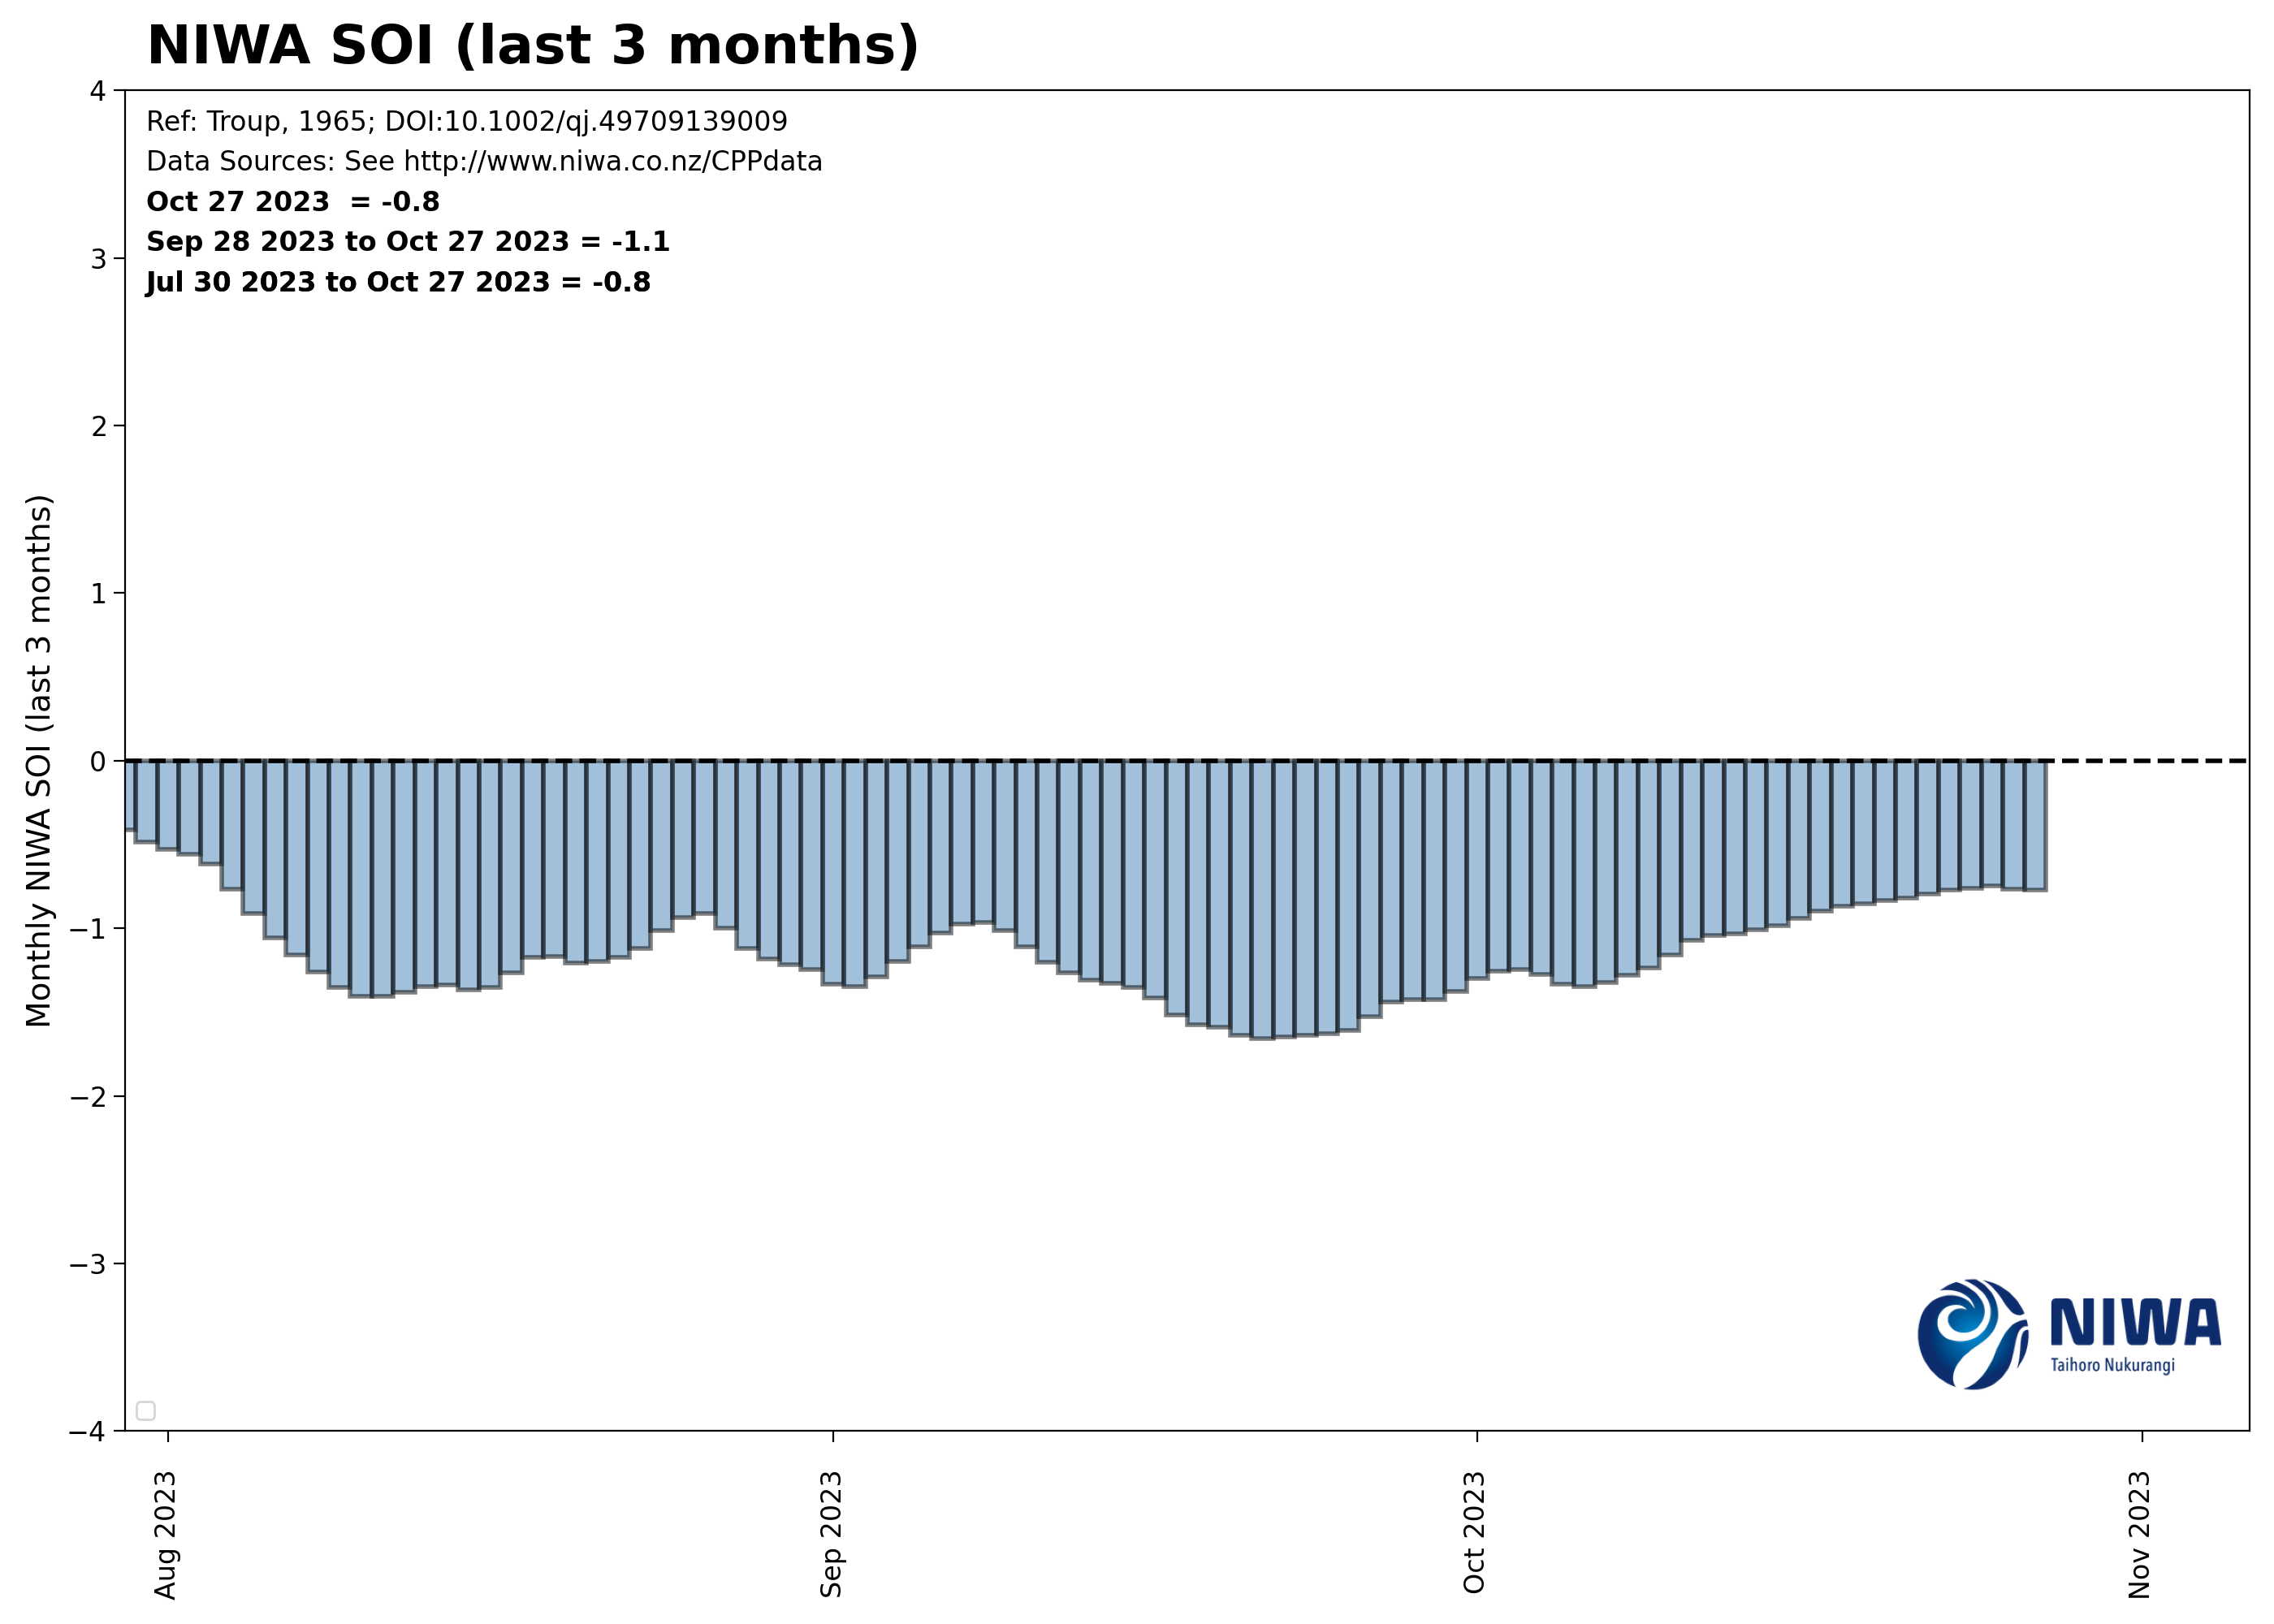 NIWA SOI (last 3 months)
Ref: Troup, 1965; DOI:10.1002/qj.49709139009
Data Sources: See http://www.niwa.co.nz/CPPdata
Oct 27 2023  = -0.8
Sep 28 2023 to Oct 27 2023 = -1.1
Jul 30 2023 to Oct 27 2023 = -0.8
Monthly NIWA SOI (last 3 months)
4
3
2
1
0
−1
−2
−3
−4
NIWA
Taihoro Nukurangi
Aug 2023
Sep 2023
Oct 2023
Nov 2023